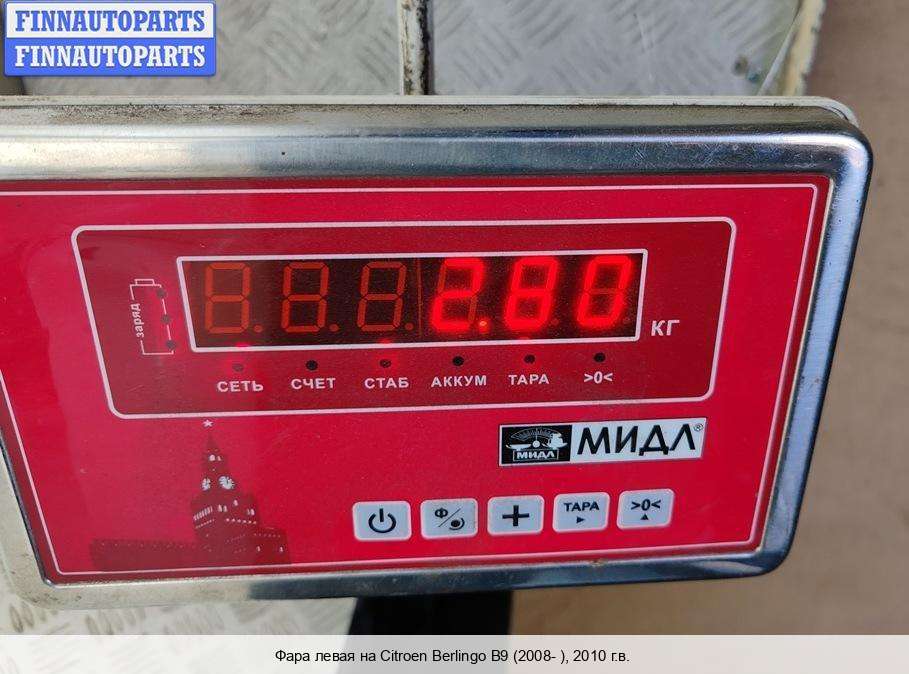 FINNAUTOPARTS
FINNAUTOPARTS
заряд
2.80
КГ
СЕТЬ СЧЕТ СТАБ АККУМ ТАРА >0<
МИДЛ МИДЛ®
Ф + ТАРА >0<
Фара левая на Citroen Berlingo B9 (2008- ), 2010 г.в.